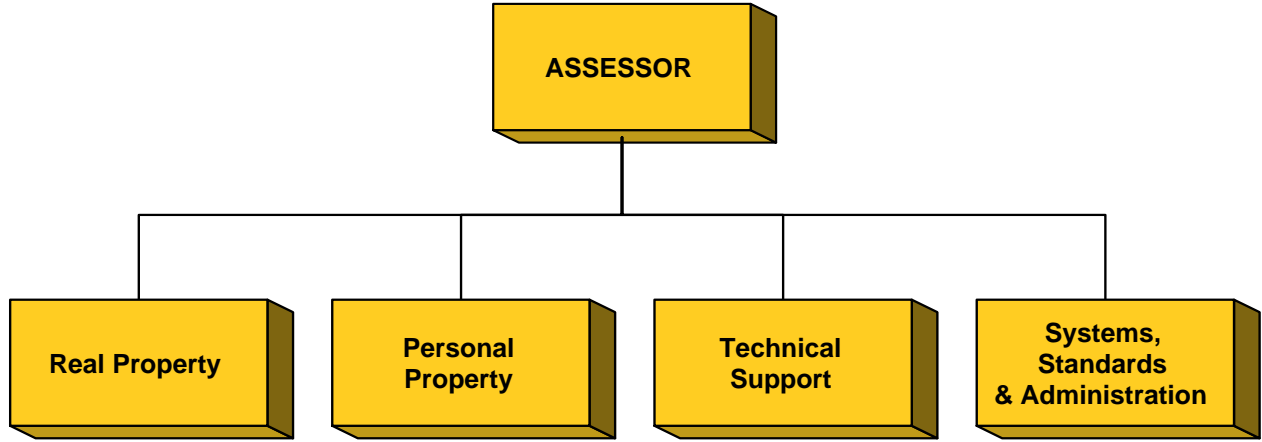 ASSESSOR
Real Property
Personal
Property
Technical
Support
Systems,
Standards
& Administration